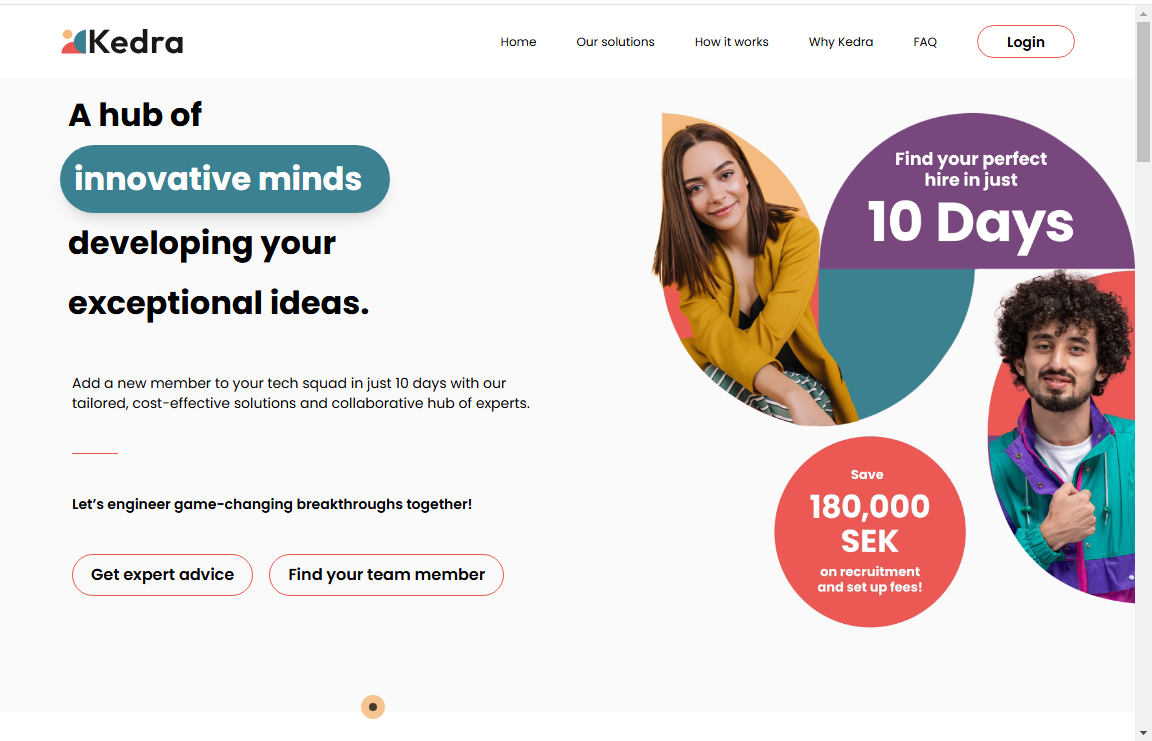 Kedra
Home
Our solutions
How it works
Why Kedra
FAQ
Login
A hub of
innovative minds
developing your
exceptional ideas.
Add a new member to your tech squad in just 10 days with our
tailored, cost-effective solutions and collaborative hub of experts.
Let’s engineer game-changing breakthroughs together!
Get expert advice
Find your team member
Find your perfect
hire in just
10 Days
Save
180,000
SEK
on recruitment
and set up fees!